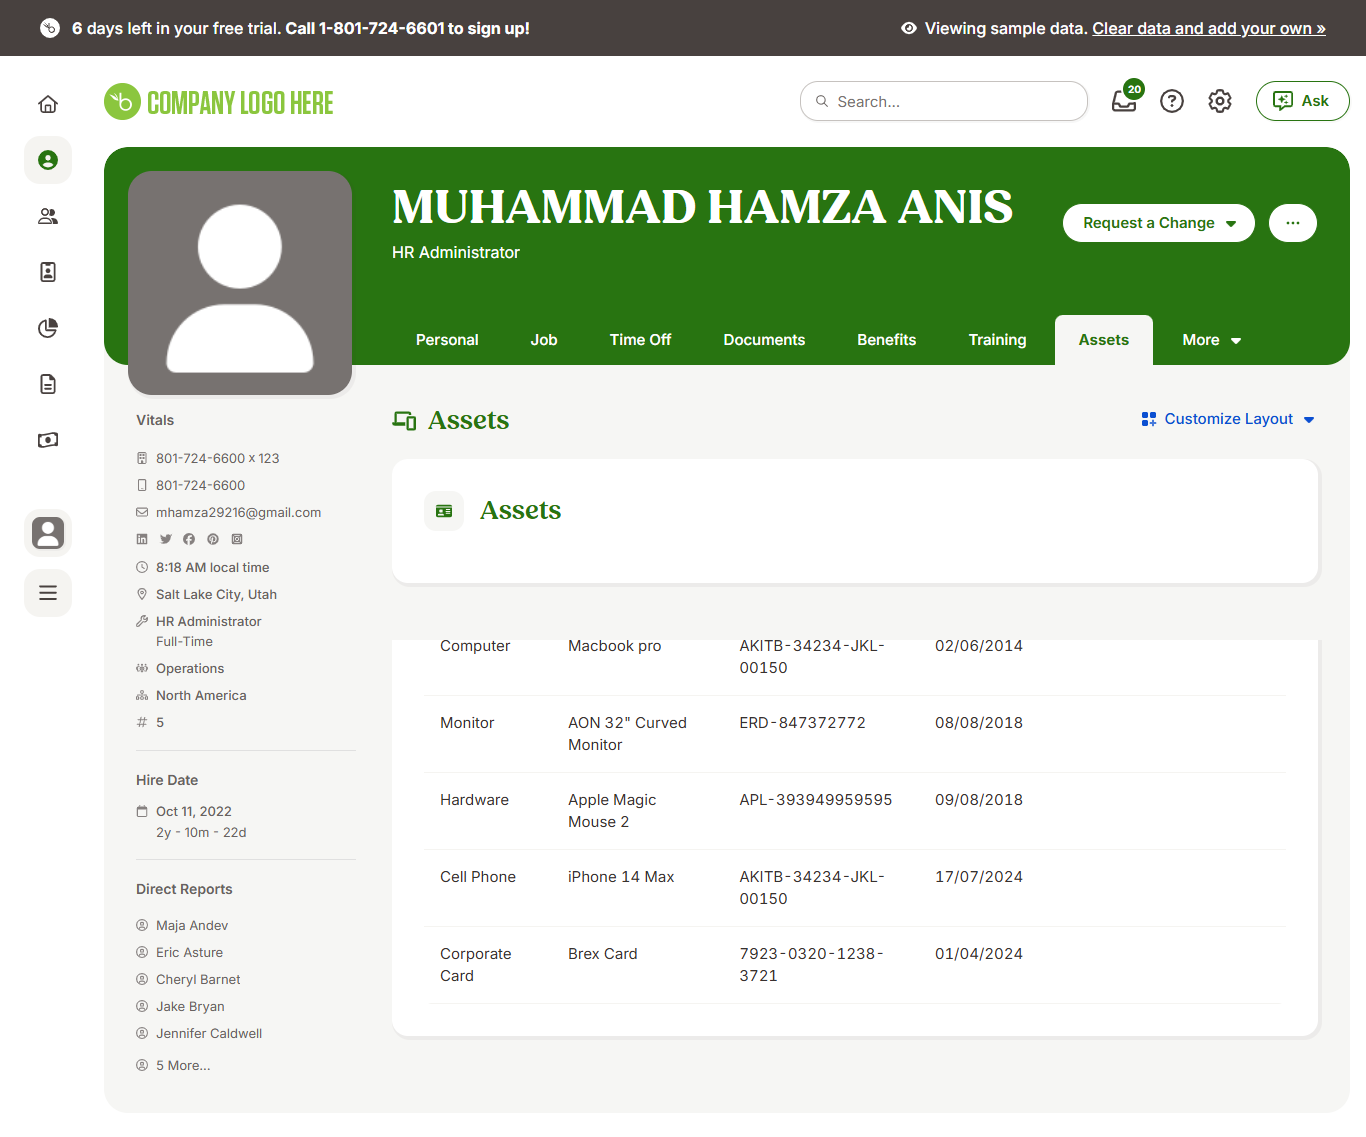 6 days left in your free trial. Call 1-801-724-6601 to sign up!
Viewing sample data. Clear data and add your own »
COMPANY LOGO HERE
Search...
20
Ask
MUHAMMAD HAMZA ANIS
HR Administrator
Request a Change
Personal
Job
Time Off
Documents
Benefits
Training
Assets
More
Vitals
801-724-6600 x 123
801-724-6600
mhamza29216@gmail.com
8:18 AM local time
Salt Lake City, Utah
HR Administrator
Full-Time
Operations
North America
# 5
Hire Date
Oct 11, 2022
2y - 10m - 22d
Direct Reports
Maja Andev
Eric Asture
Cheryl Barnet
Jake Bryan
Jennifer Caldwell
5 More...
Assets
Customize Layout
Assets
Computer Macbook pro AKITB-34234-JKL- 02/06/2014
00150
Monitor AON 32" Curved ERD-847372772 08/08/2018
Monitor
Hardware Apple Magic APL-393949959595 09/08/2018
Mouse 2
Cell Phone iPhone 14 Max AKITB-34234-JKL- 17/07/2024
00150
Corporate Brex Card 7923-0320-1238- 01/04/2024
Card 3721